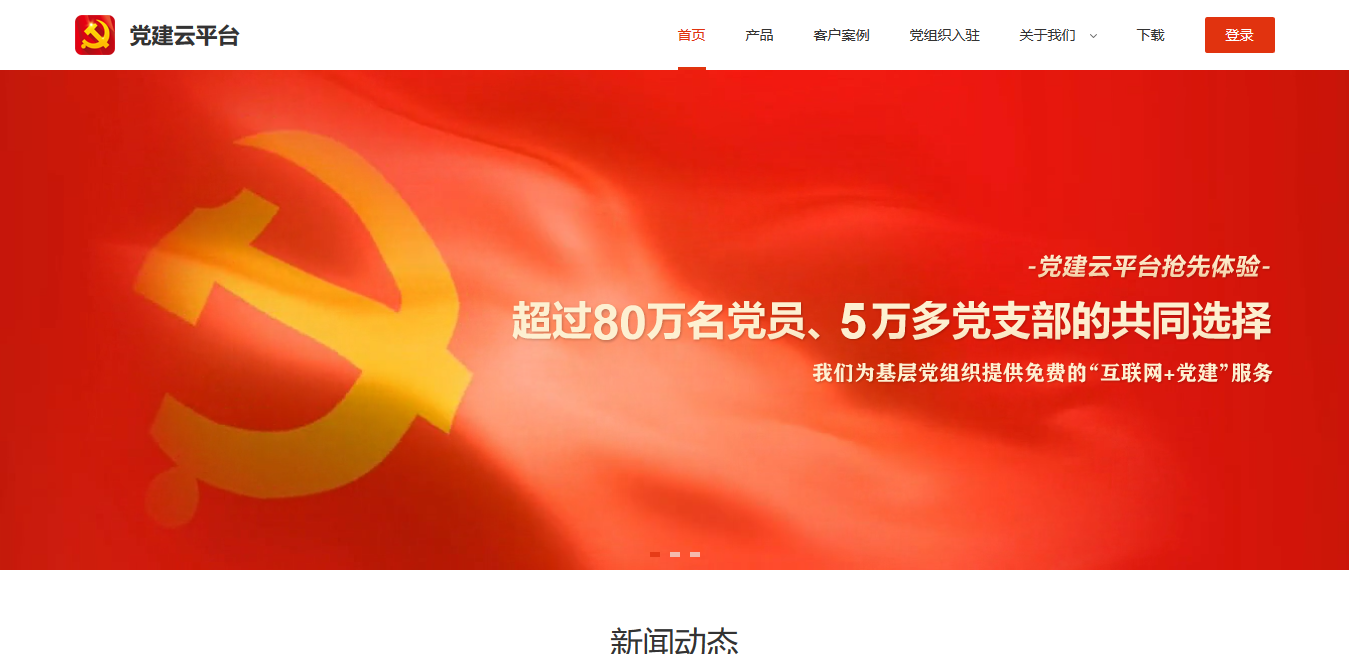 党建云平台
首页 产品 客户案例 党组织入驻 关于我们 下载 登录
-党建云平台抢先体验-
超过80万名党员、5万多党支部的共同选择
我们为基层党组织提供免费的“互联网+党建”服务
新闻动态